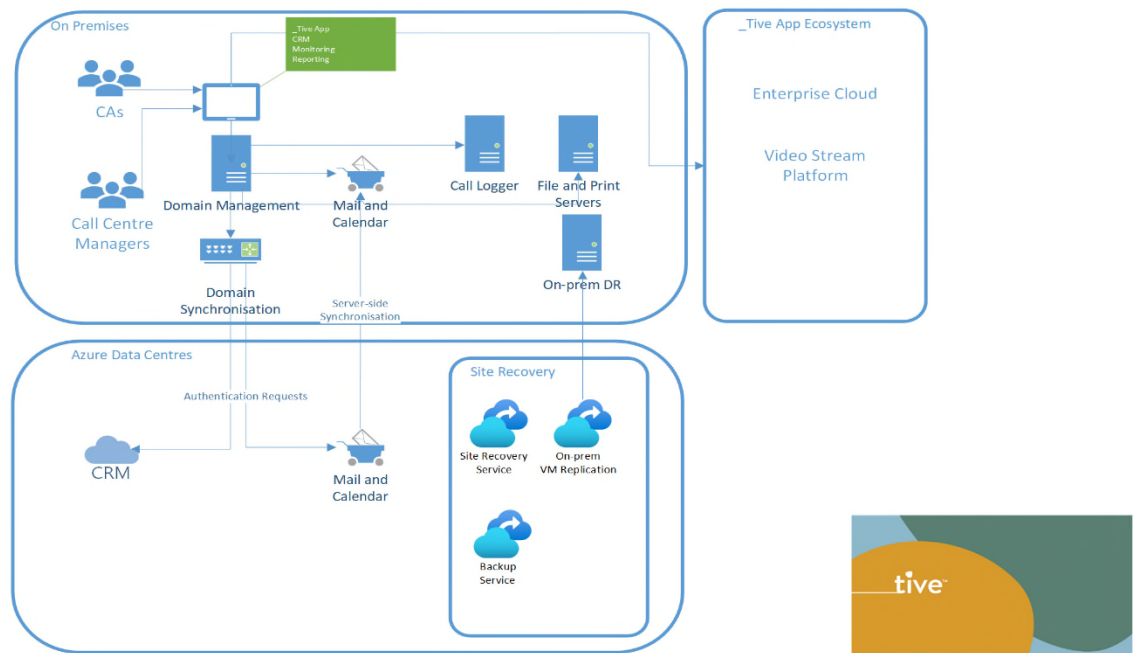 On Premises
_Tive App
CRM
Monitoring
Reporting
_Tive App Ecosystem
CAs
Enterprise Cloud
Video Stream
Platform
Call Logger
File and Print
Servers
Domain Management
Mail and
Calendar
Call Centre
Managers
On-prem DR
Domain
Synchronisation
Server-side
Synchronisation
Azure Data Centres
Site Recovery
Authentication Requests
CRM
Mail and
Calendar
Site Recovery
Service
On-prem
VM Replication
Backup
Service
tive™